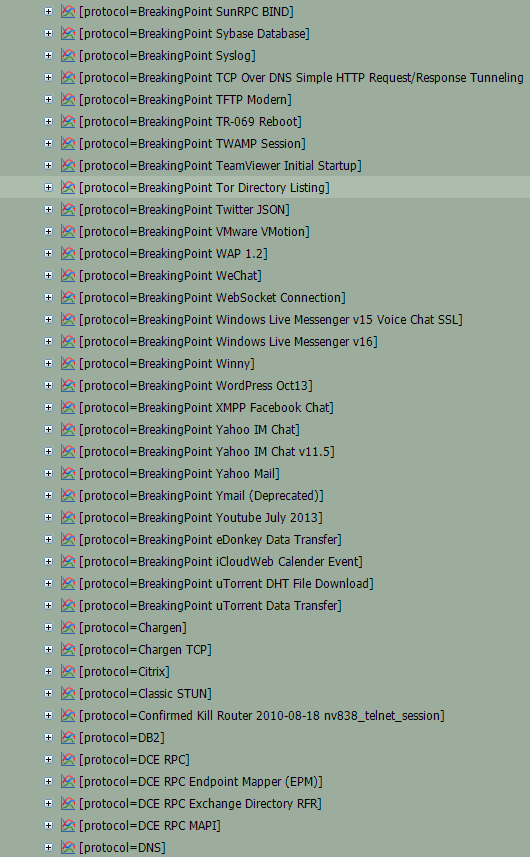 [protocol=BreakingPoint SunRPC BIND]
[protocol=BreakingPoint Sybase Database]
[protocol=BreakingPoint Syslog]
[protocol=BreakingPoint TCP Over DNS Simple HTTP Request/Response Tunneling
[protocol=BreakingPoint TFTP Modern]
[protocol=BreakingPoint TR-069 Reboot]
[protocol=BreakingPoint TWAMP Session]
[protocol=BreakingPoint TeamViewer Initial Startup]
[protocol=BreakingPoint Tor Directory Listing]
[protocol=BreakingPoint Twitter JSON]
[protocol=BreakingPoint VMware VMotion]
[protocol=BreakingPoint WAP 1.2]
[protocol=BreakingPoint WeChat]
[protocol=BreakingPoint WebSocket Connection]
[protocol=BreakingPoint Windows Live Messenger v15 Voice Chat SSL]
[protocol=BreakingPoint Windows Live Messenger v16]
[protocol=BreakingPoint Winny]
[protocol=BreakingPoint WordPress Oct13]
[protocol=BreakingPoint XMPP Facebook Chat]
[protocol=BreakingPoint Yahoo IM Chat]
[protocol=BreakingPoint Yahoo IM Chat v11.5]
[protocol=BreakingPoint Yahoo Mail]
[protocol=BreakingPoint Ymail (Deprecated)]
[protocol=BreakingPoint Youtube July 2013]
[protocol=BreakingPoint eDonkey Data Transfer]
[protocol=BreakingPoint iCloudWeb Calender Event]
[protocol=BreakingPoint uTorrent DHT File Download]
[protocol=BreakingPoint uTorrent Data Transfer]
[protocol=Chargen]
[protocol=Chargen TCP]
[protocol=Citrix]
[protocol=Classic STUN]
[protocol=Confirmed Kill Router 2010-08-18 nv838_telnet_session]
[protocol=DB2]
[protocol=DCE RPC]
[protocol=DCE RPC Endpoint Mapper (EPM)]
[protocol=DCE RPC Exchange Directory RFR]
[protocol=DCE RPC MAPI]
[protocol=DNS]